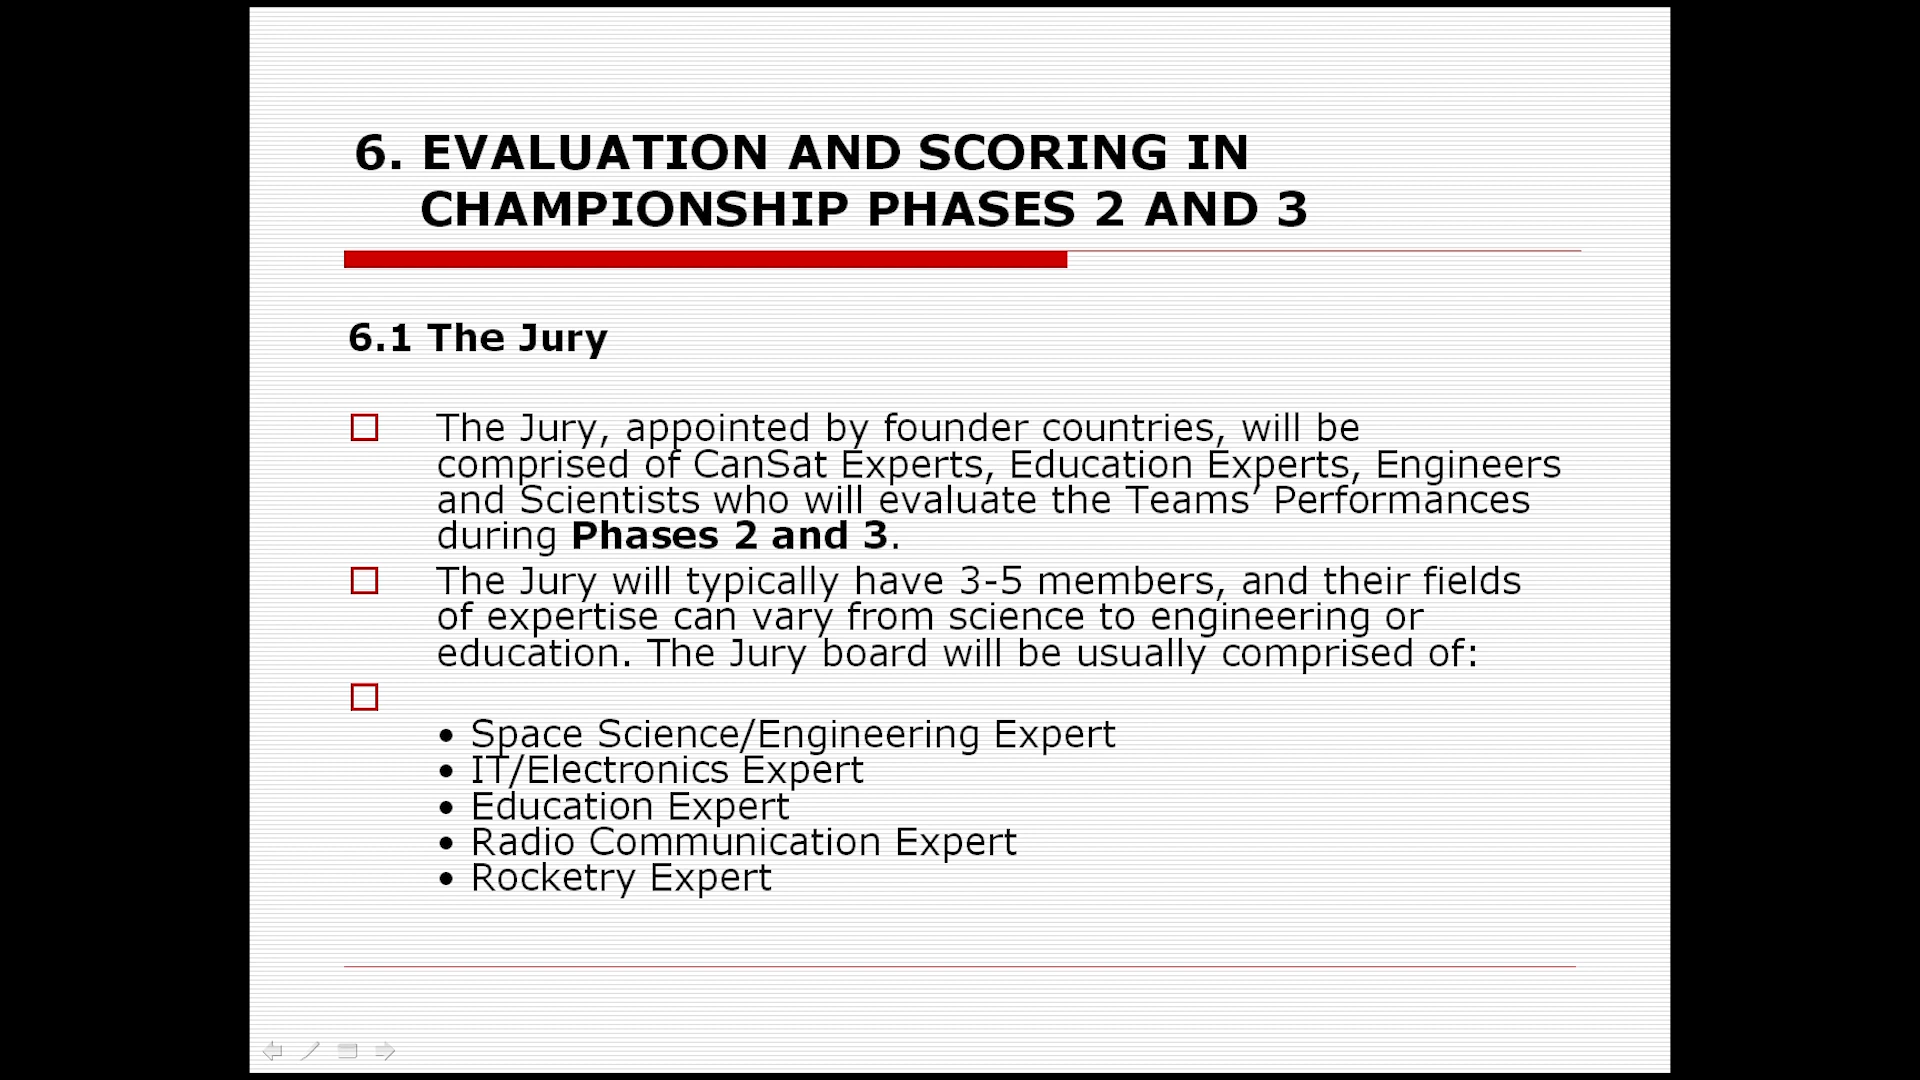 6. EVALUATION AND SCORING IN
CHAMPIONSHIP PHASES 2 AND 3
6.1 The Jury
The Jury, appointed by founder countries, will be
comprised of CanSat Experts, Education Experts, Engineers
and Scientists who will evaluate the Teams’ Performances
during Phases 2 and 3.
The Jury will typically have 3-5 members, and their fields
of expertise can vary from science to engineering or
education. The Jury board will be usually comprised of:
• Space Science/Engineering Expert
• IT/Electronics Expert
• Education Expert
• Radio Communication Expert
• Rocketry Expert